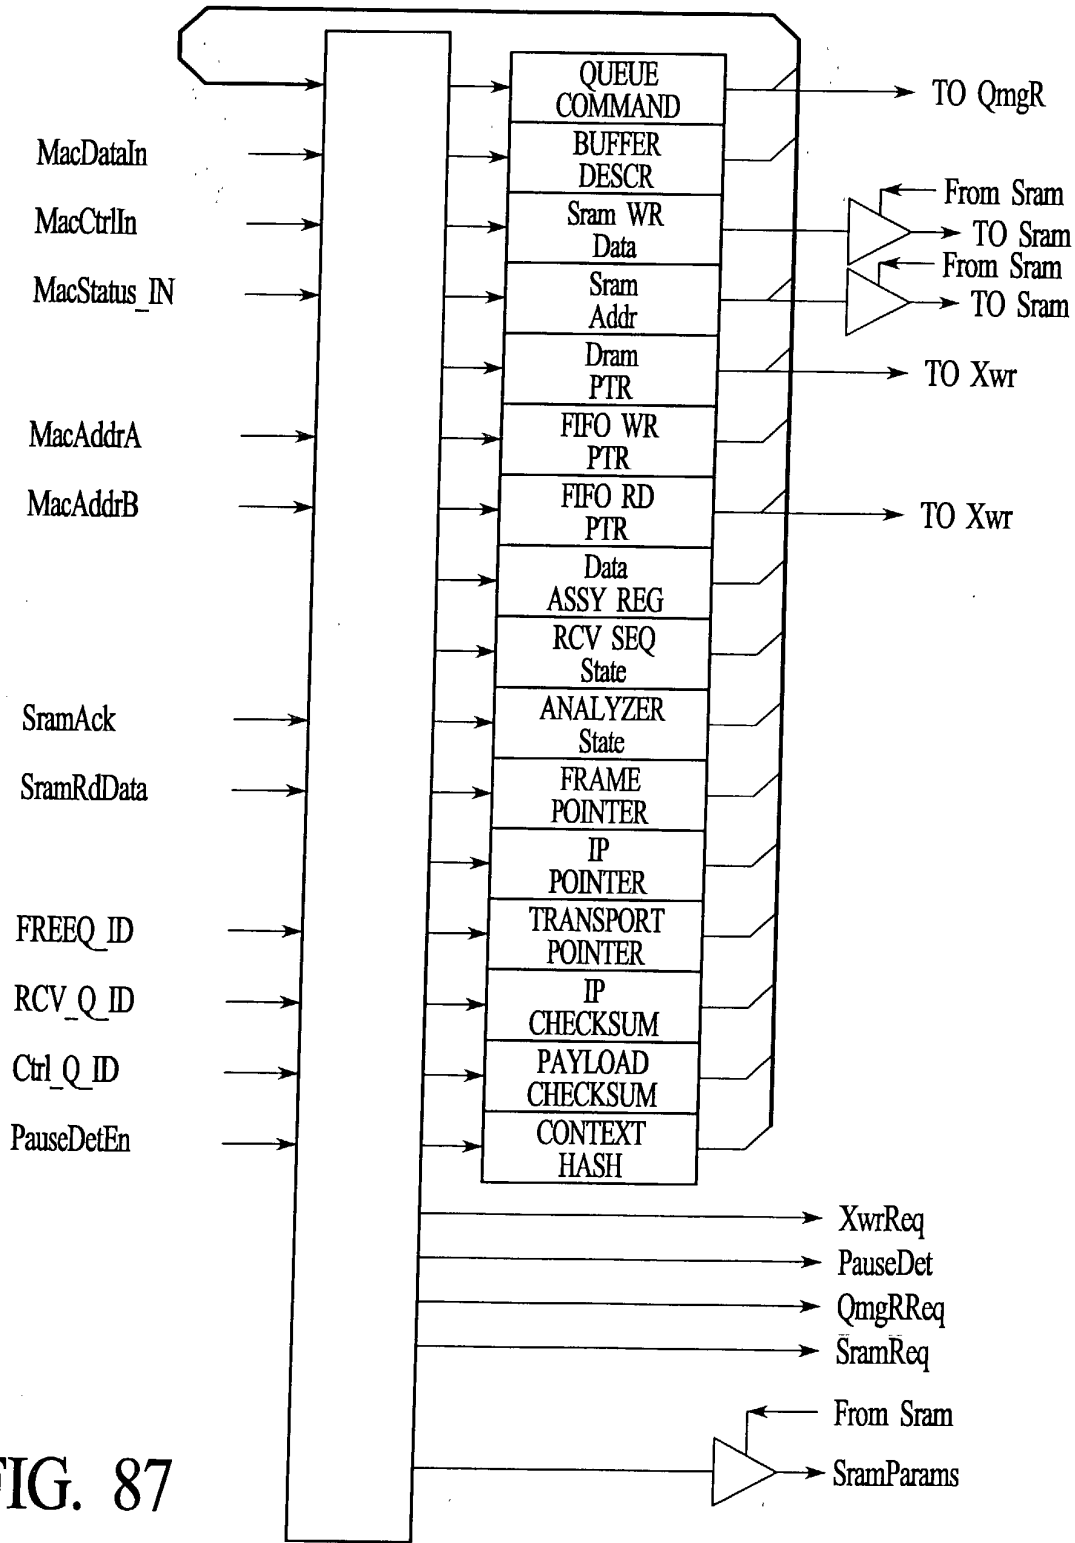 QUEUE
COMMAND
TO QmgR
MacDataIn
BUFFER
DESCR
MacCtrlIn
Sram WR
Data
From Sram
TO Sram
MacStatus_IN
Sram
Addr
From Sram
TO Sram
Dram
PTR
TO Xwr
MacAddrA
FIFO WR
PTR
MacAddrB
FIFO RD
PTR
TO Xwr
Data
ASSY REG
RCV SEQ
State
SramAck
ANALYZER
State
SramRdData
FRAME
POINTER
IP
POINTER
FREEQ_ID
TRANSPORT
POINTER
RCV_Q_ID
IP
CHECKSUM
Ctrl_Q_ID
PAYLOAD
CHECKSUM
PauseDetEn
CONTEXT
HASH
XwrReq
PauseDet
QmgRReq
SramReq
From Sram
SramParams
FIG. 87